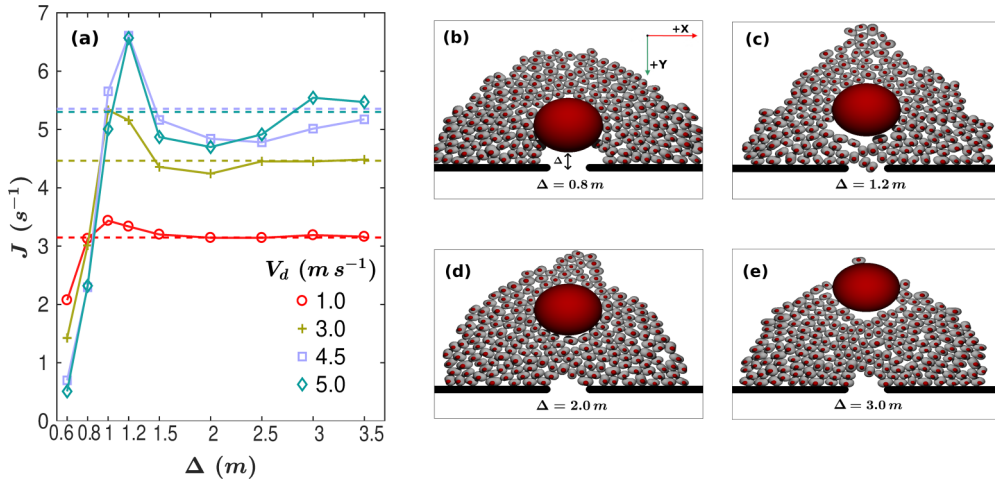 (a)
7
6
5
4
3
2
1
0
J (s⁻¹)
0.6 0.8 1 1.2 1.5 2 2.5 3 3.5
Δ (m)
V_d (m s⁻¹)
1.0
3.0
4.5
5.0
(b)
+X
+Y
Δ
Δ = 0.8 m
(c)
Δ = 1.2 m
(d)
Δ = 2.0 m
(e)
Δ = 3.0 m